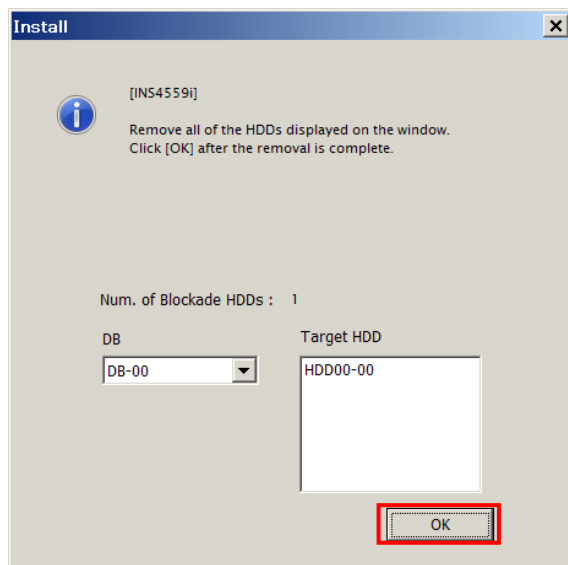 Install
[INS4559i]
Remove all of the HDDs displayed on the window.
Click [OK] after the removal is complete.
Num. of Blockade HDDs : 1
DB
Target HDD
DB-00
HDD00-00
OK